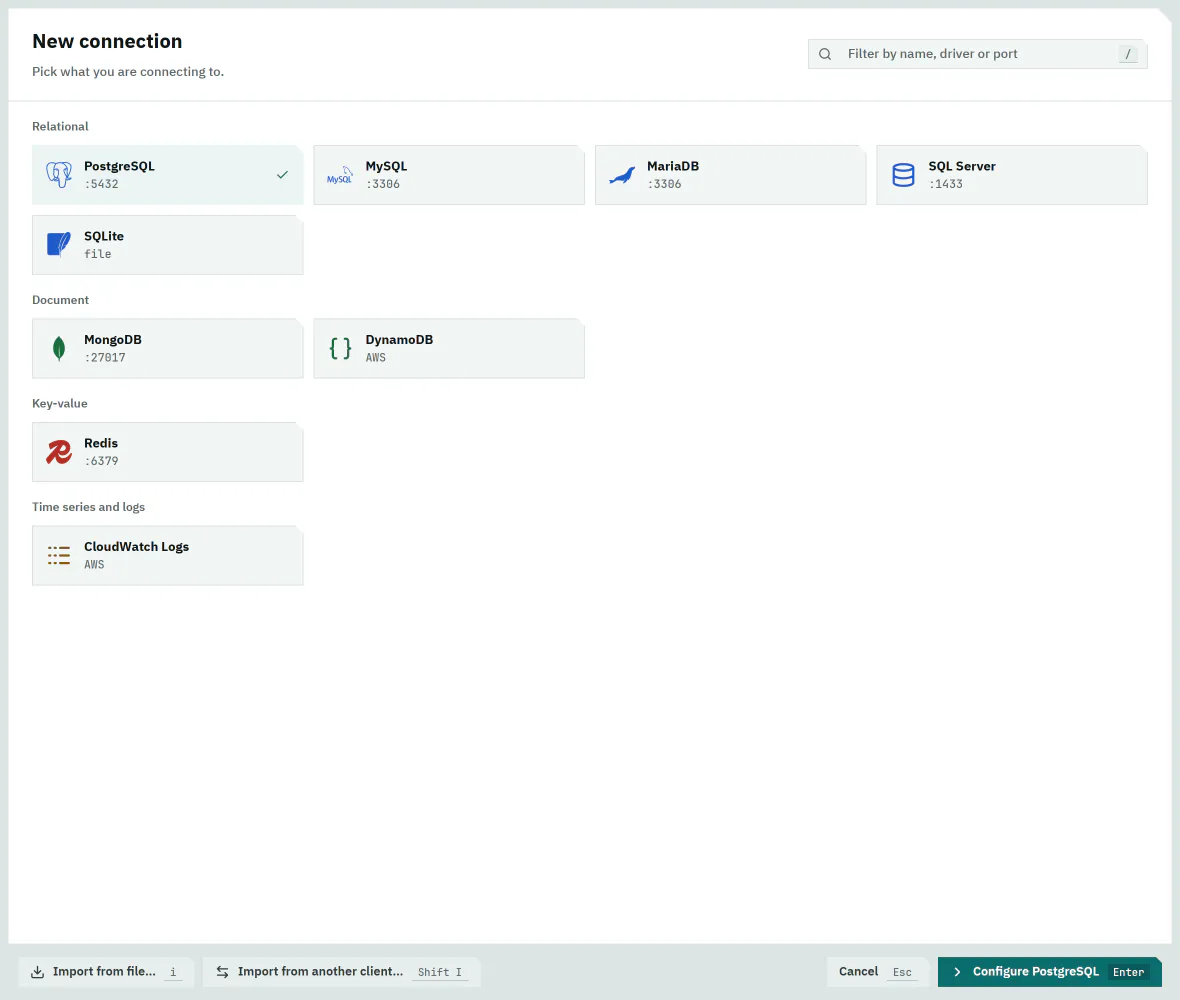 New connection
Pick what you are connecting to.
Filter by name, driver or port /
Relational
PostgreSQL
:5432
MySQL
MySQL
:3306
MariaDB
:3306
SQL Server
:1433
SQLite
file
Document
MongoDB
:27017
{ }
DynamoDB
AWS
Key-value
Redis
:6379
Time series and logs
CloudWatch Logs
AWS
Import from file... i
Import from another client... Shift I
Cancel Esc
Configure PostgreSQL Enter